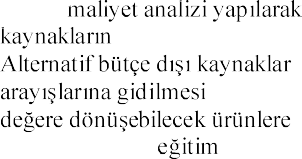 maliyet analizi yapılarak
kaynakların
Alternatif bütçe dışı kaynaklar
arayışlarına gidilmesi
değere dönüşebilecek ürünlere
eğitim